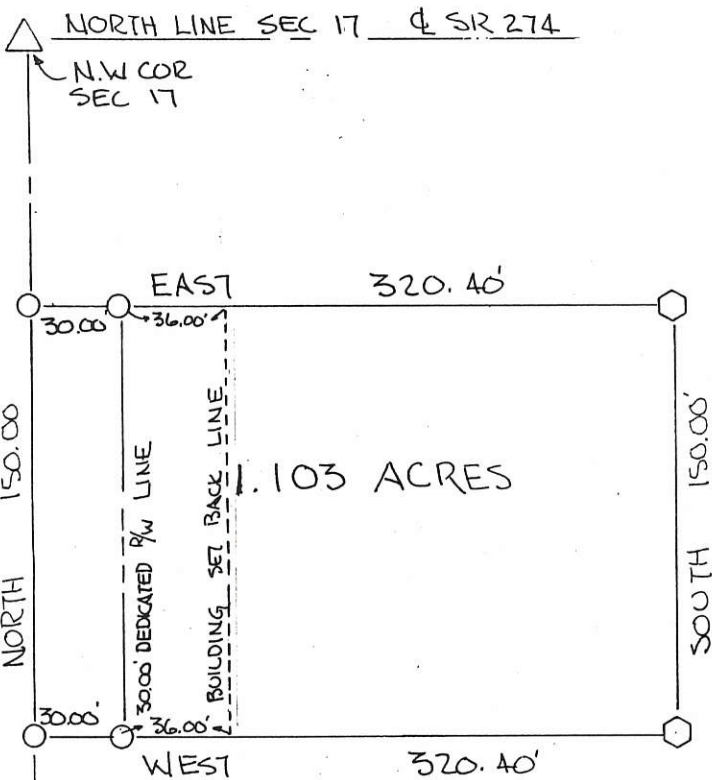 NORTH LINE SEC 17 ℄ SR 274
N.W COR
SEC 17
EAST 320.40'
30.00' 36.00'
NORTH 150.00
30.00' DEDICATED R/W LINE
BUILDING SET BACK LINE
1.103 ACRES
SOUTH 150.00'
30.00' 36.00'
WEST 320.40'